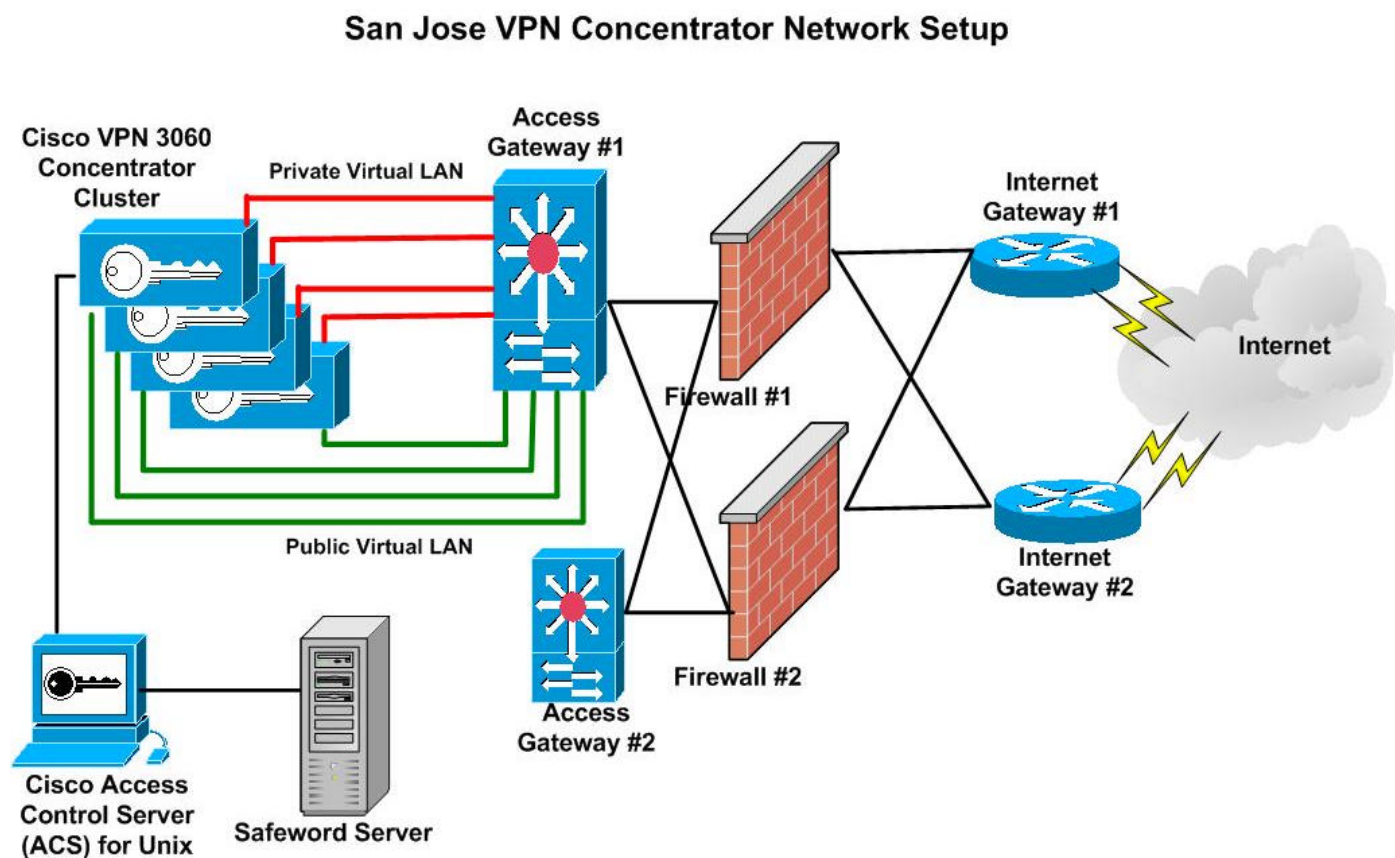 San Jose VPN Concentrator Network Setup
Cisco VPN 3060
Concentrator
Cluster
Private Virtual LAN
Access
Gateway #1
Internet
Gateway #1
Internet
Firewall #1
Public Virtual LAN
Internet
Gateway #2
Firewall #2
Access
Gateway #2
Cisco Access
Control Server
(ACS) for Unix
Safeword Server